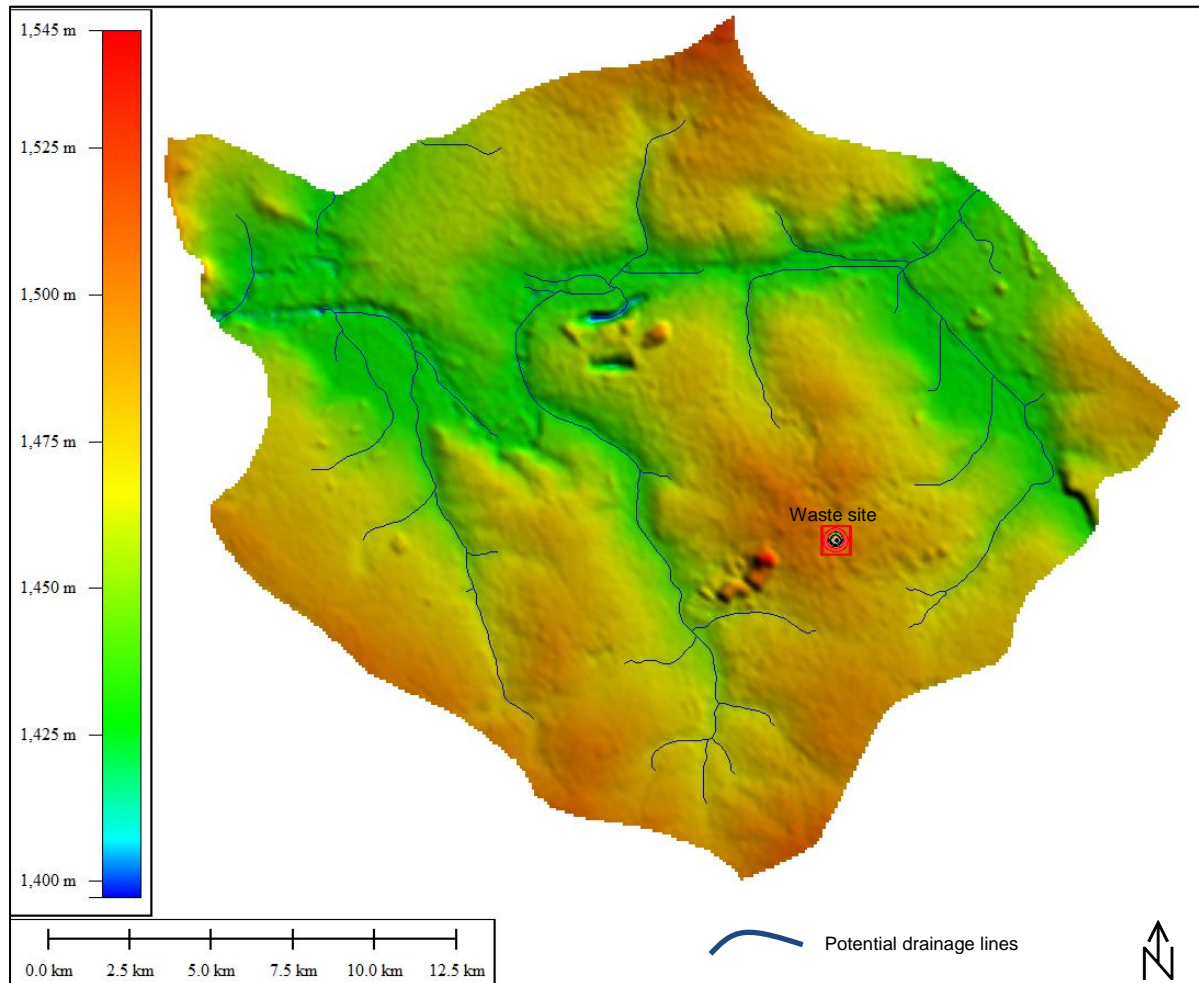 1,545 m
1,525 m
1,500 m
1,475 m
1,450 m
1,425 m
1,400 m
Waste site
0.0 km 2.5 km 5.0 km 7.5 km 10.0 km 12.5 km
Potential drainage lines
N